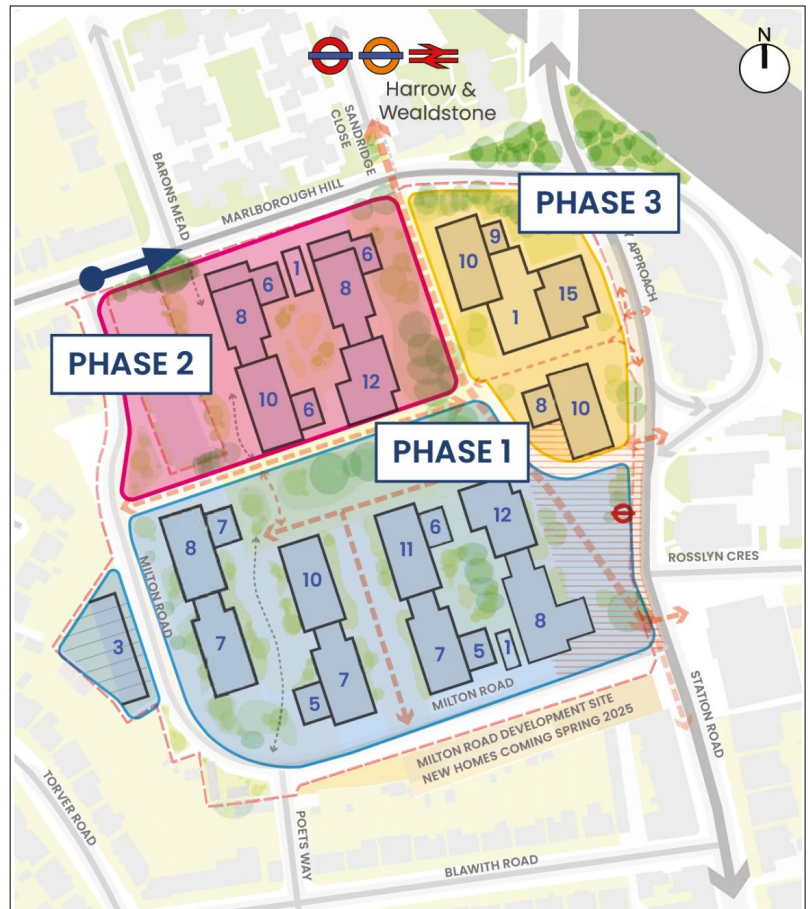 N
Harrow &
Wealdstone
SANDRIDGE
CLOSE
BARONS MEAD
MARLBOROUGH HILL
PHASE 3
APPROACH
9
10
15
1
6
1
6
8
8
PHASE 2
12
10
6
8
10
PHASE 1
7
8
11
6
12
10
ROSSLYN CRES
MILTON ROAD
3
7
7
5
1
8
7
5
MILTON ROAD
STATION ROAD
MILTON ROAD DEVELOPMENT SITE
NEW HOMES COMING SPRING 2025
TORVER ROAD
POETS WAY
BLAWITH ROAD